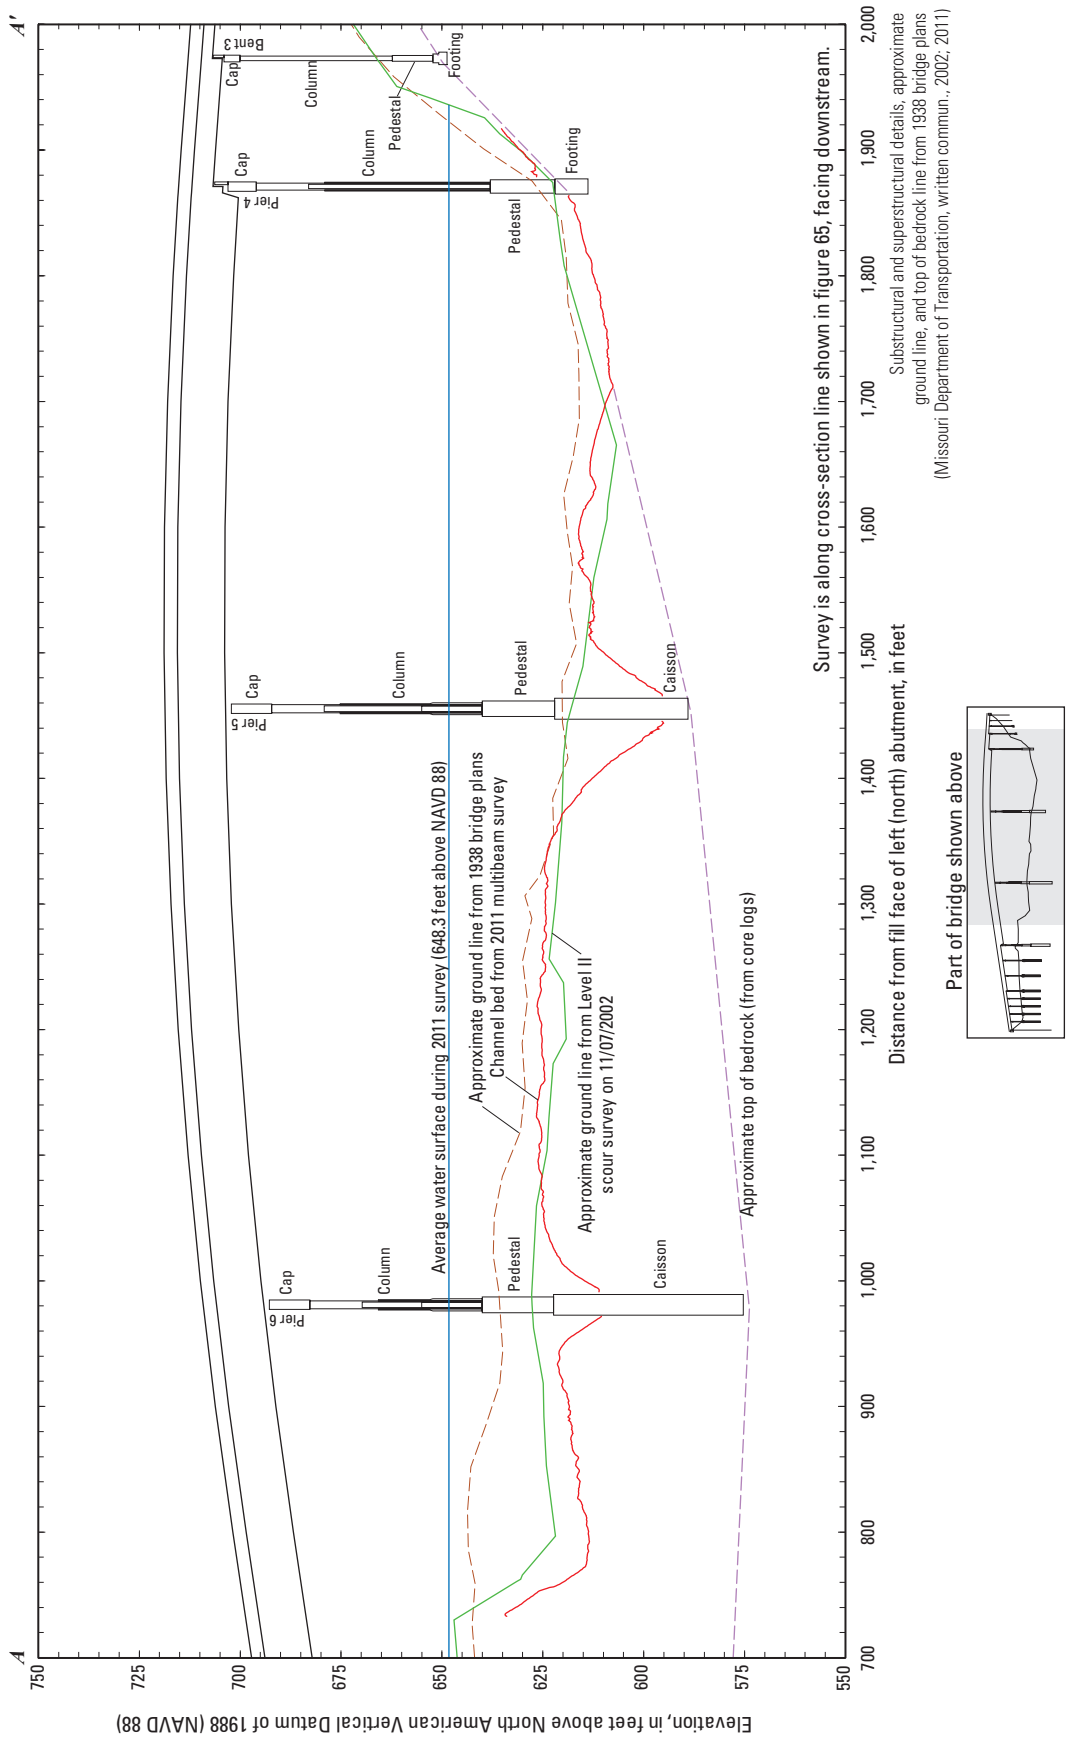 A
A'
750
725
700
675
650
625
600
575
550
Elevation, in feet above North American Vertical Datum of 1988 (NAVD 88)
Pier 6
Cap
Column
Pedestal
Caisson
Pier 5
Cap
Column
Pedestal
Caisson
Pier 4
Cap
Column
Pedestal
Footing
Bent 3
Cap
Column
Pedestal
Footing
Average water surface during 2011 survey (648.3 feet above NAVD 88)
Approximate ground line from 1938 bridge plans
Channel bed from 2011 multibeam survey
Approximate ground line from Level II
scour survey on 11/07/2002
Approximate top of bedrock (from core logs)
Survey is along cross-section line shown in figure 65, facing downstream.
700
800
900
1,000
1,100
1,200
1,300
1,400
1,500
1,600
1,700
1,800
1,900
2,000
Distance from fill face of left (north) abutment, in feet
Substructural and superstructural details, approximate
ground line, and top of bedrock line from 1938 bridge plans
(Missouri Department of Transportation, written commun., 2002; 2011)
Part of bridge shown above